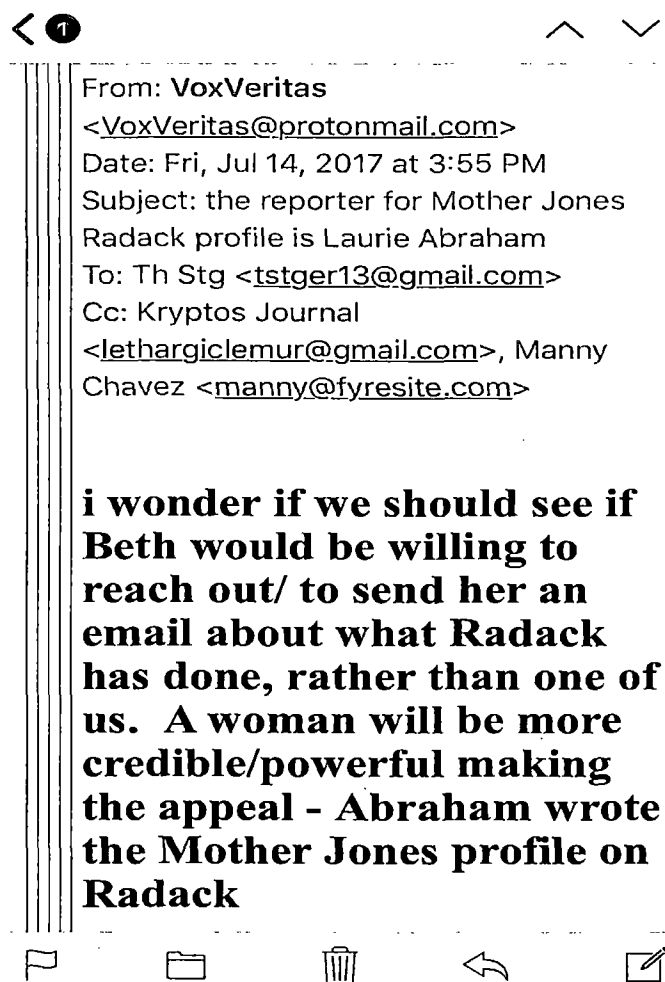 1
From: VoxVeritas
<VoxVeritas@protonmail.com>
Date: Fri, Jul 14, 2017 at 3:55 PM
Subject: the reporter for Mother Jones
Radack profile is Laurie Abraham
To: Th Stg <tstger13@gmail.com>
Cc: Kryptos Journal
<lethargiclemur@gmail.com>, Manny
Chavez <manny@fyresite.com>
i wonder if we should see if
Beth would be willing to
reach out/ to send her an
email about what Radack
has done, rather than one of
us. A woman will be more
credible/powerful making
the appeal - Abraham wrote
the Mother Jones profile on
Radack